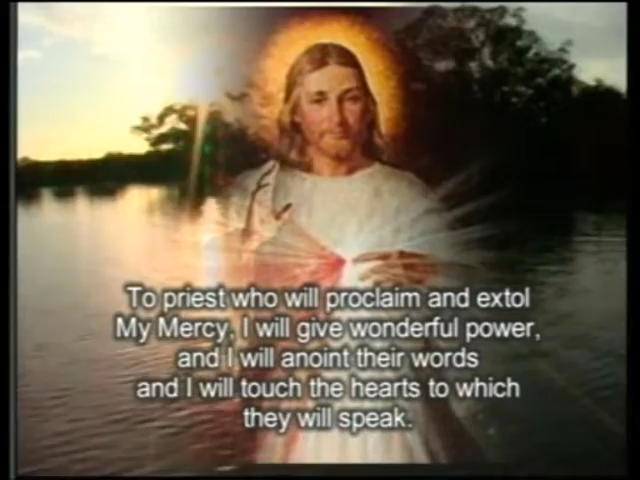 To priest who will proclaim and extol
My Mercy, I will give wonderful power,
and I will anoint their words
and I will touch the hearts to which
they will speak.